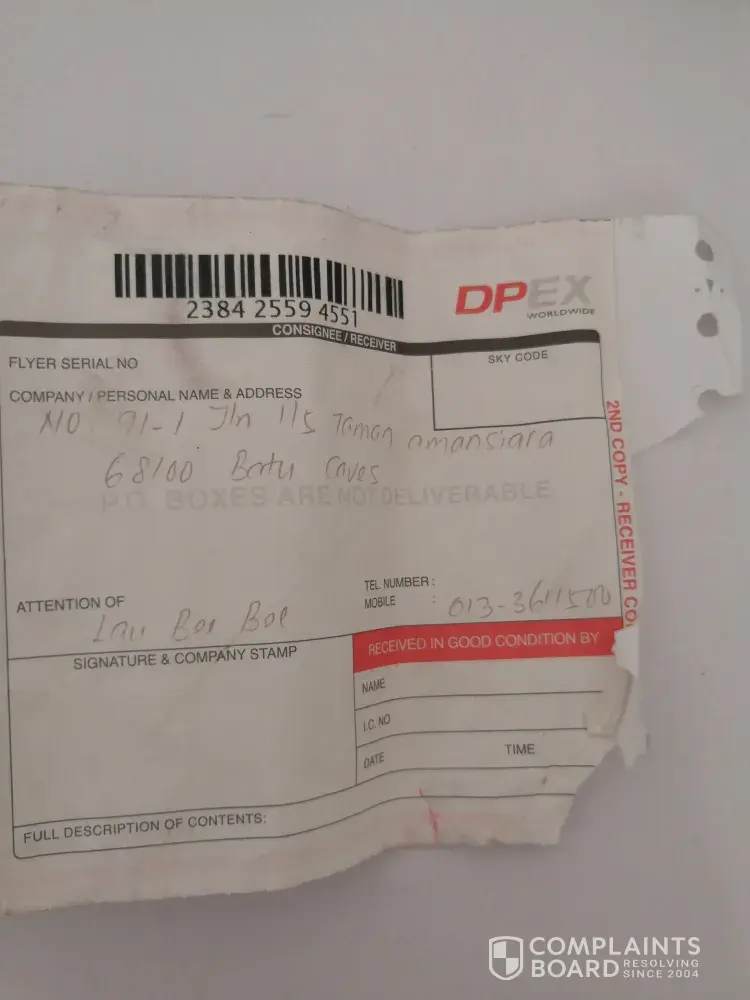 2384 2559 4551
DPEX
WORLDWIDE
CONSIGNEE / RECEIVER
FLYER SERIAL NO
SKY CODE
COMPANY / PERSONAL NAME & ADDRESS
NO 91-1 Jln 1/5 Taman amansiara
68100 Batu Caves
P.O. BOXES ARE NOT DELIVERABLE
2ND COPY - RECEIVER CO
TEL NUMBER :
MOBILE : 013-3611500
ATTENTION OF
Lau Boe Boe
RECEIVED IN GOOD CONDITION BY
SIGNATURE & COMPANY STAMP
NAME
I.C. NO
DATE TIME
FULL DESCRIPTION OF CONTENTS:
COMPLAINTS
BOARD RESOLVING
SINCE 2004